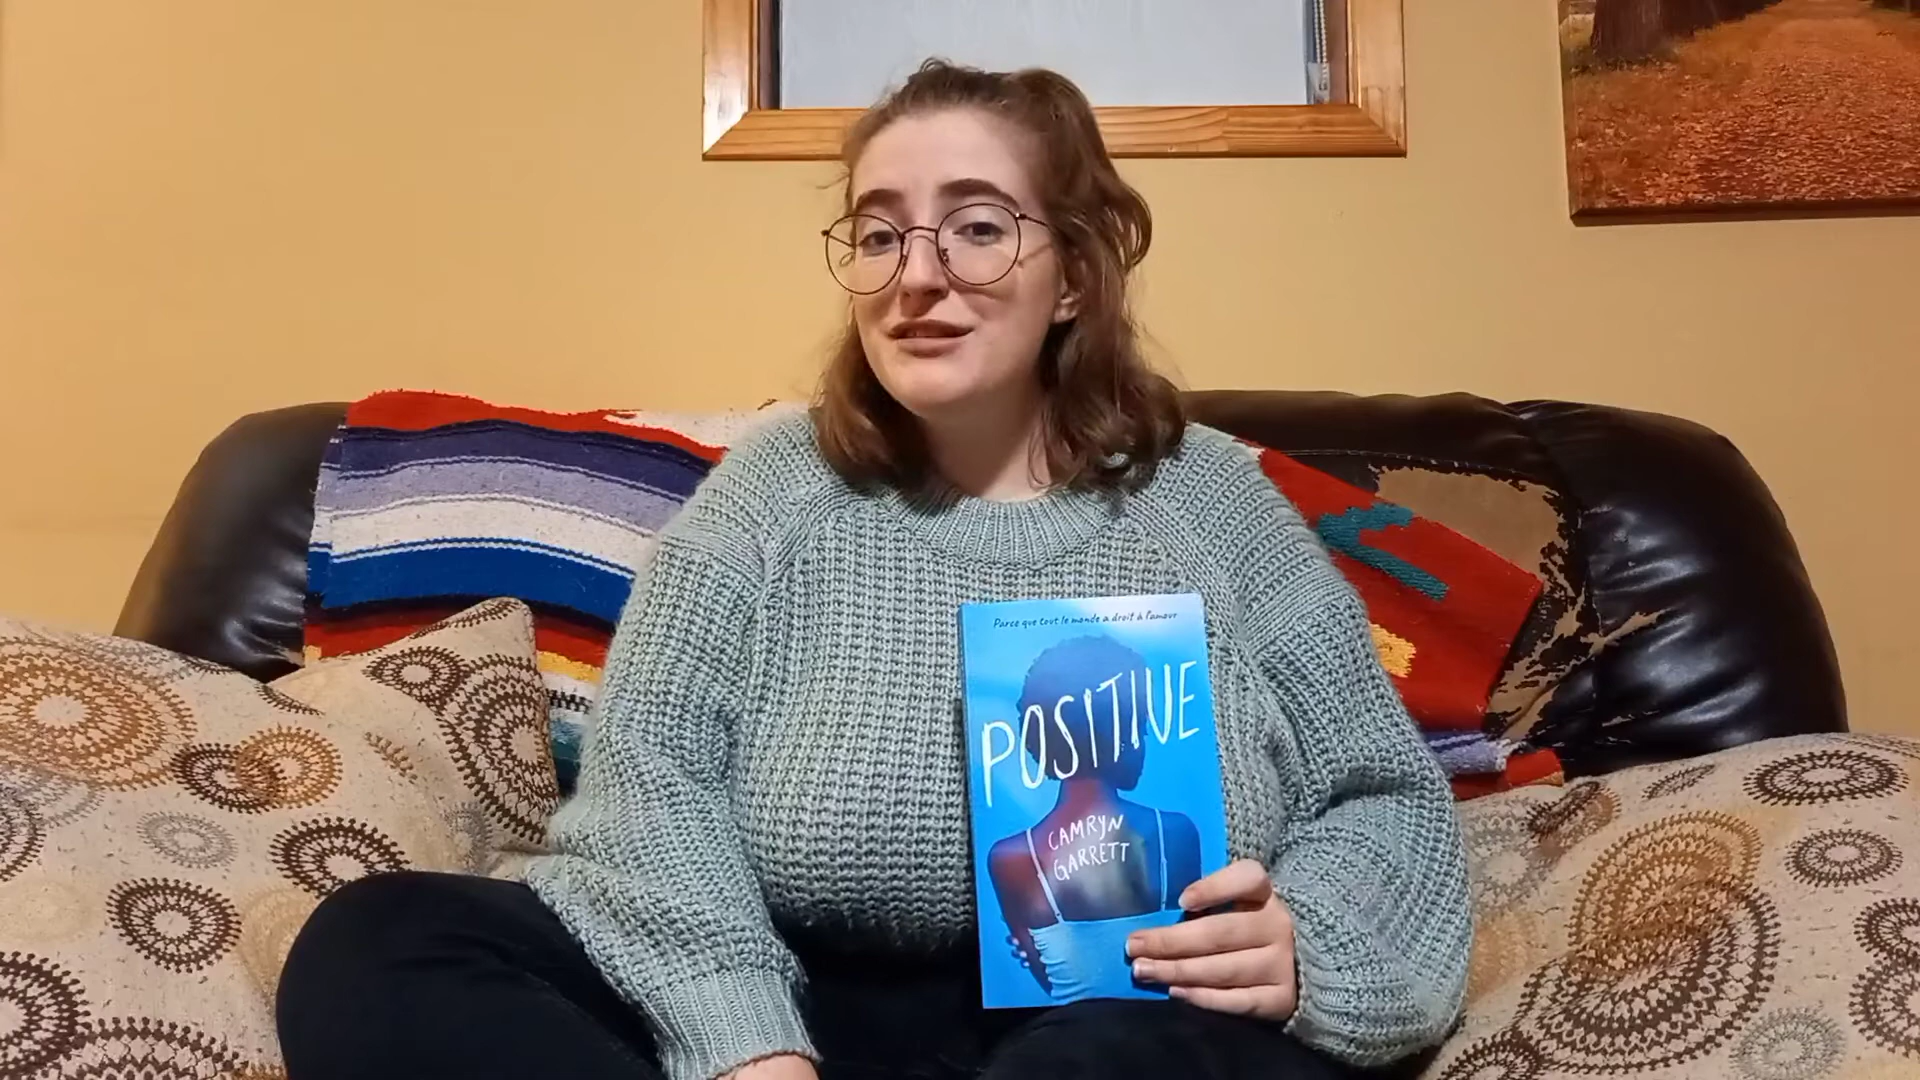 Parce que tout le monde a droit à l'amour
POSITIVE
CAMRYN
GARRETT